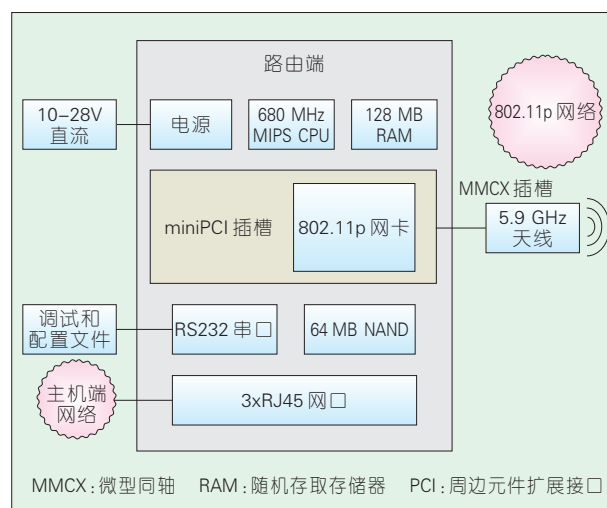 路由端
10–28V
直流
电源
680 MHz
MIPS CPU
128 MB
RAM
802.11p 网络
miniPCI 插槽
802.11p 网卡
MMCX 插槽
5.9 GHz
天线
调试和
配置文件
RS232 串口
64 MB NAND
主机端
网络
3xRJ45 网口
MMCX：微型同轴 RAM：随机存取存储器 PCI：周边元件扩展接口